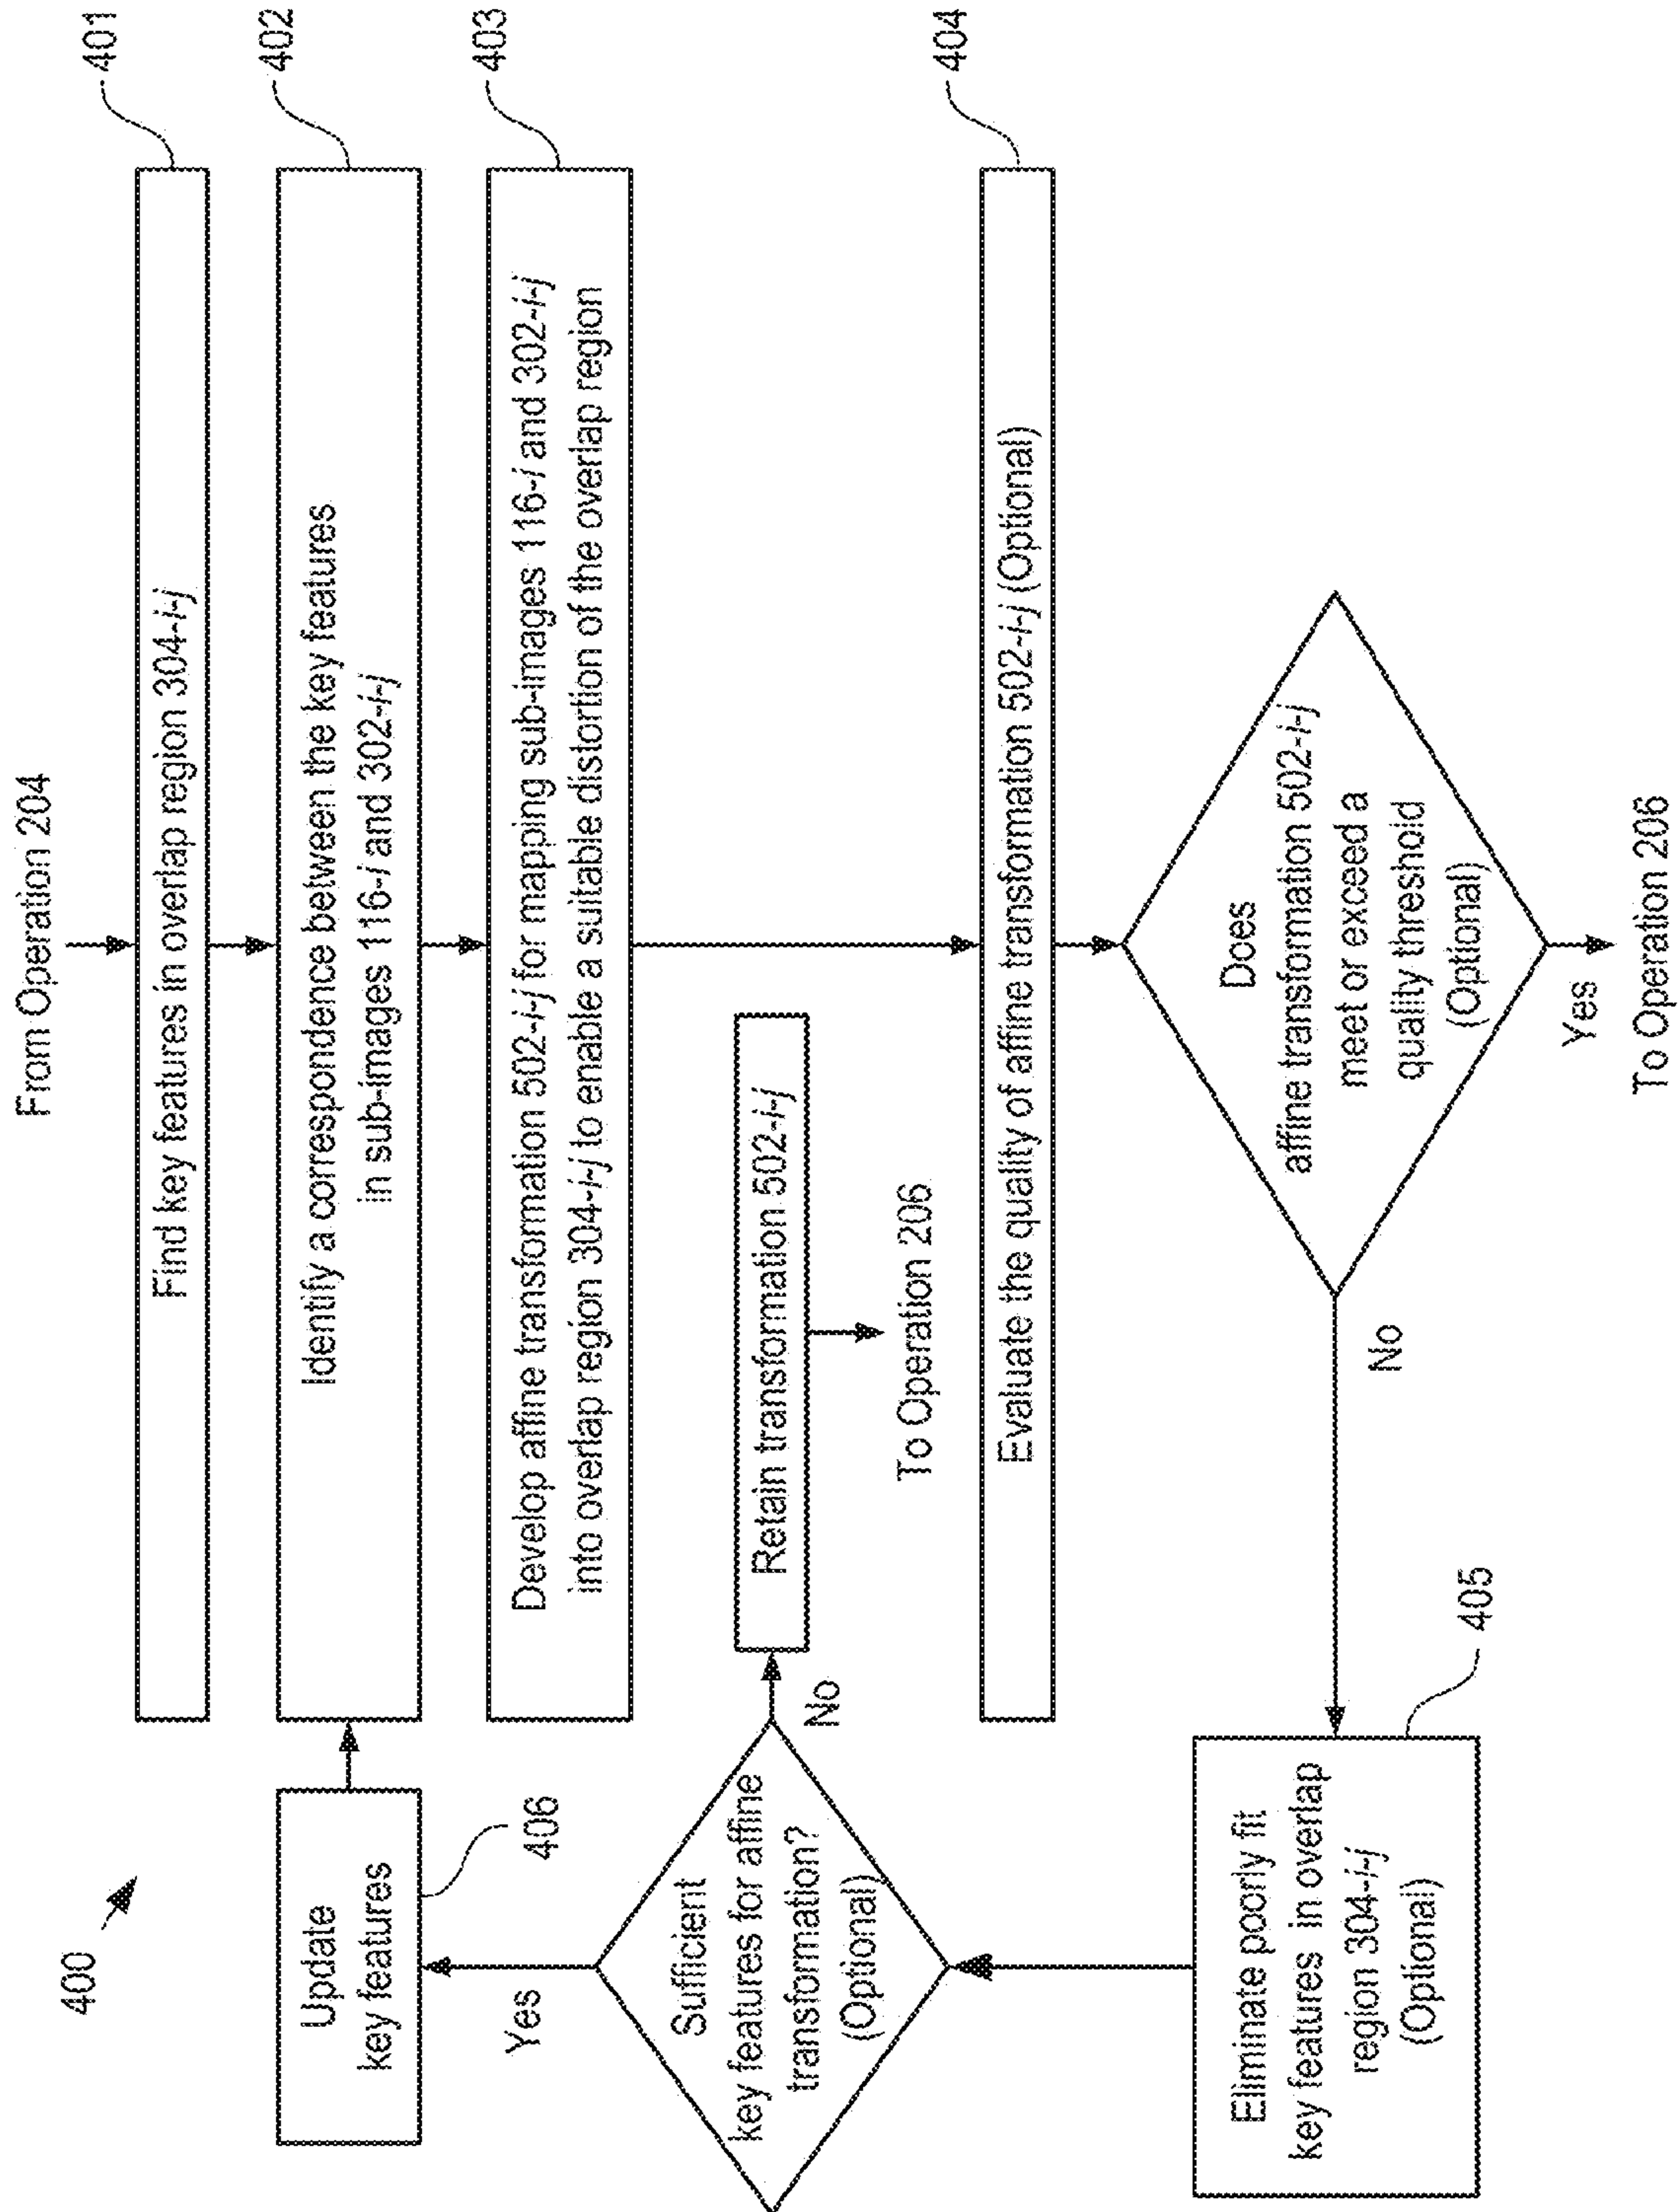 400
From Operation 204
Find key features in overlap region 304-i-j
401
Identify a correspondence between the key features
in sub-images 116-i and 302-i-j
402
Develop affine transformation 502-i-j for mapping sub-images 116-i and 302-i-j
into overlap region 304-i-j to enable a suitable distortion of the overlap region
403
Update
key features
406
Yes
Sufficient
key features for affine
transformation?
(Optional)
No
Retain transformation 502-i-j
To Operation 206
Evaluate the quality of affine transformation 502-i-j (Optional)
404
Does
affine transformation 502-i-j
meet or exceed a
quality threshold
(Optional)
No
Yes
To Operation 206
Eliminate poorly fit
key features in overlap
region 304-i-j
(Optional)
405